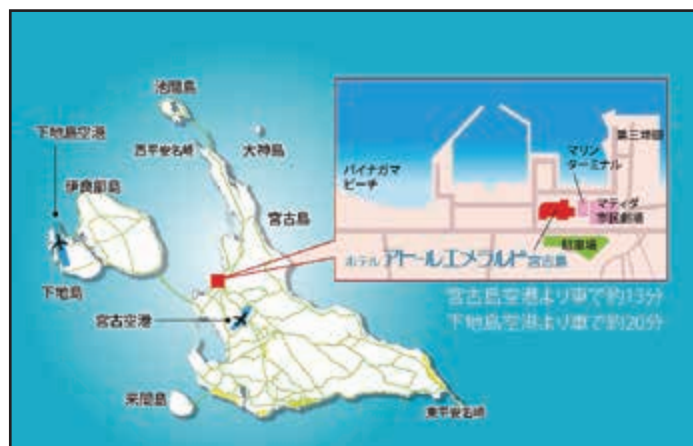 池間島
下地島空港
西平安名崎
大神島
伊良部島
宮古島
下地島
宮古空港
来間島
東平安名崎
パイナガマ
ビーチ
第三埠頭
マリン
ターミナル
マティダ
市民劇場
駐車場
ホテル アトールエメラルド 宮古島
宮古島空港より車で約13分
下地島空港より車で約20分